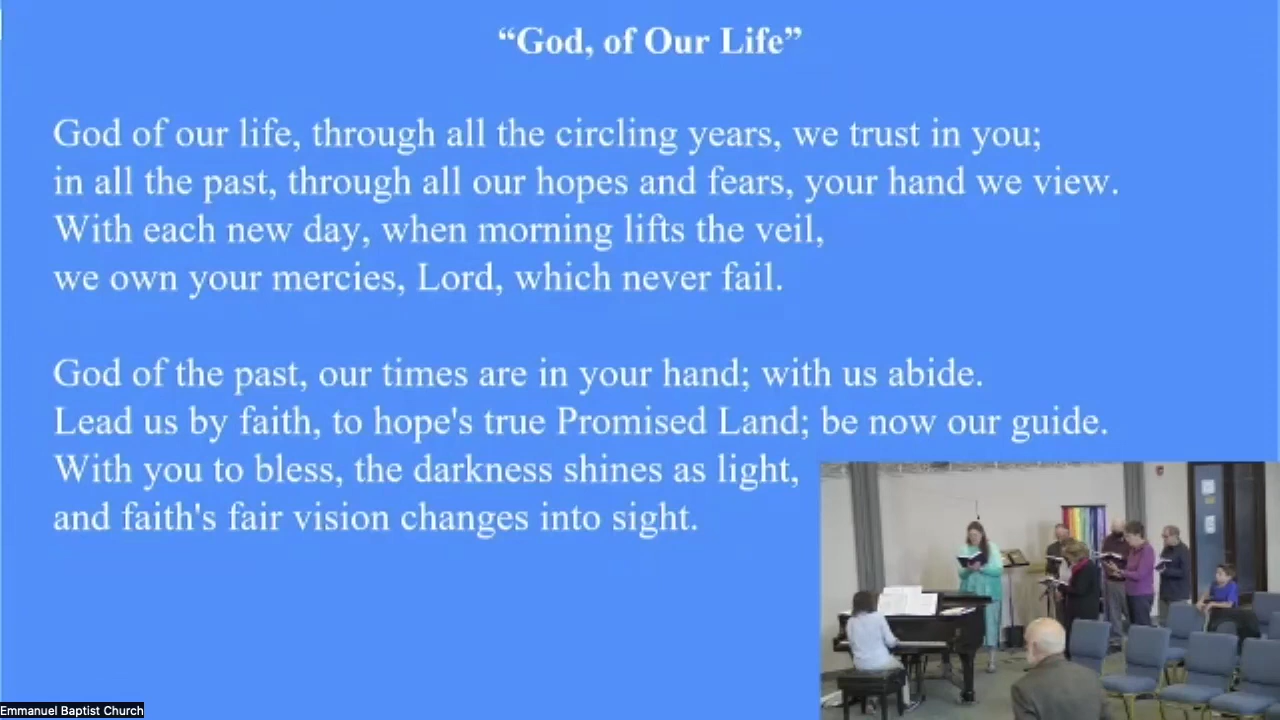 “God, of Our Life”
God of our life, through all the circling years, we trust in you;
in all the past, through all our hopes and fears, your hand we view.
With each new day, when morning lifts the veil,
we own your mercies, Lord, which never fail.
God of the past, our times are in your hand; with us abide.
Lead us by faith, to hope's true Promised Land; be now our guide.
With you to bless, the darkness shines as light,
and faith's fair vision changes into sight.
Emmanuel Baptist Church